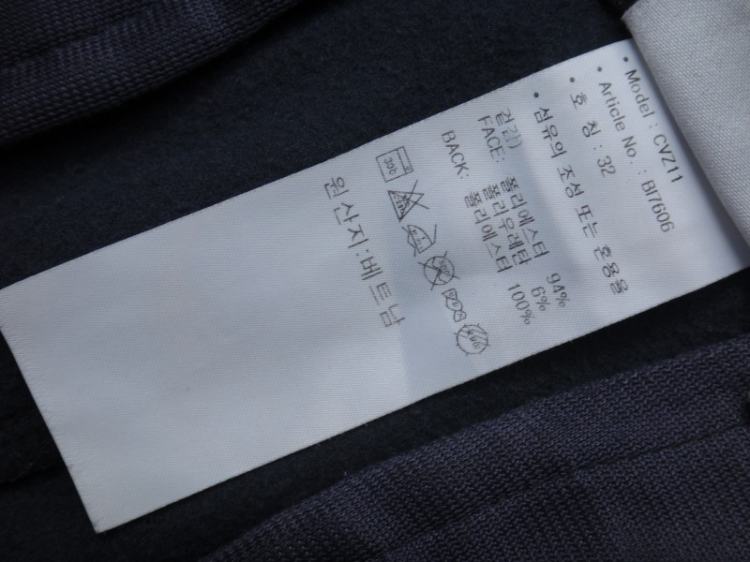 • Model : CVZ11
• Article No. : BI7606
• 호 칭 : 32
• 섬유의 조성 또는 혼용율
겉감)
FACE: 폴리에스터 94%
폴리우레탄 6%
BACK: 폴리에스터 100%
원산지:베트남